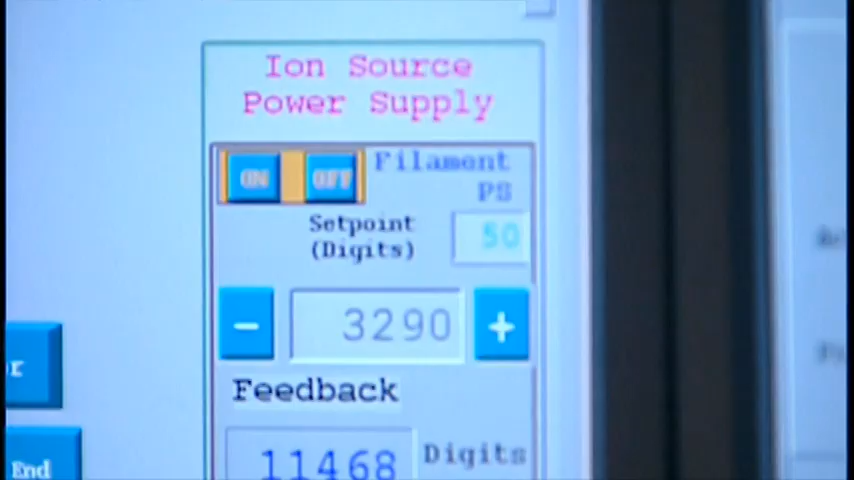 Ion Source
Power Supply
ON OFF Filament
PS
Setpoint
(Digits)
50
- 3290 +
Feedback
11468 Digits
End